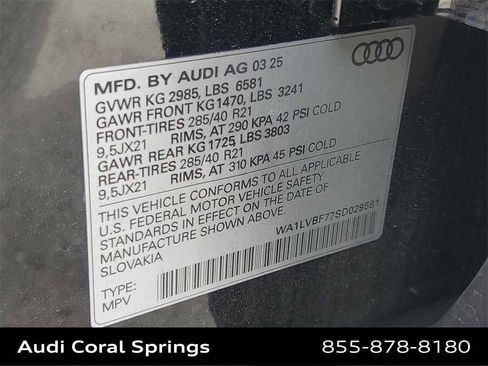 MFD. BY AUDI AG 03 25
GVWR KG 2985, LBS 6581
GAWR FRONT KG1470, LBS 3241
FRONT-TIRES 285/40 R21
9,5JX21 RIMS, AT 290 KPA 42 PSI COLD
GAWR REAR KG 1725, LBS 3803
REAR-TIRES 285/40 R21
9,5JX21 RIMS, AT 310 KPA 45 PSI COLD
THIS VEHICLE CONFORMS TO ALL APPLICABLE
U.S. FEDERAL MOTOR VEHICLE SAFETY
STANDARDS IN EFFECT ON THE DATE OF
MANUFACTURE SHOWN ABOVE.
SLOVAKIA
WA1LVBF77SD029581
TYPE:
MPV
Audi Coral Springs
855-878-8180